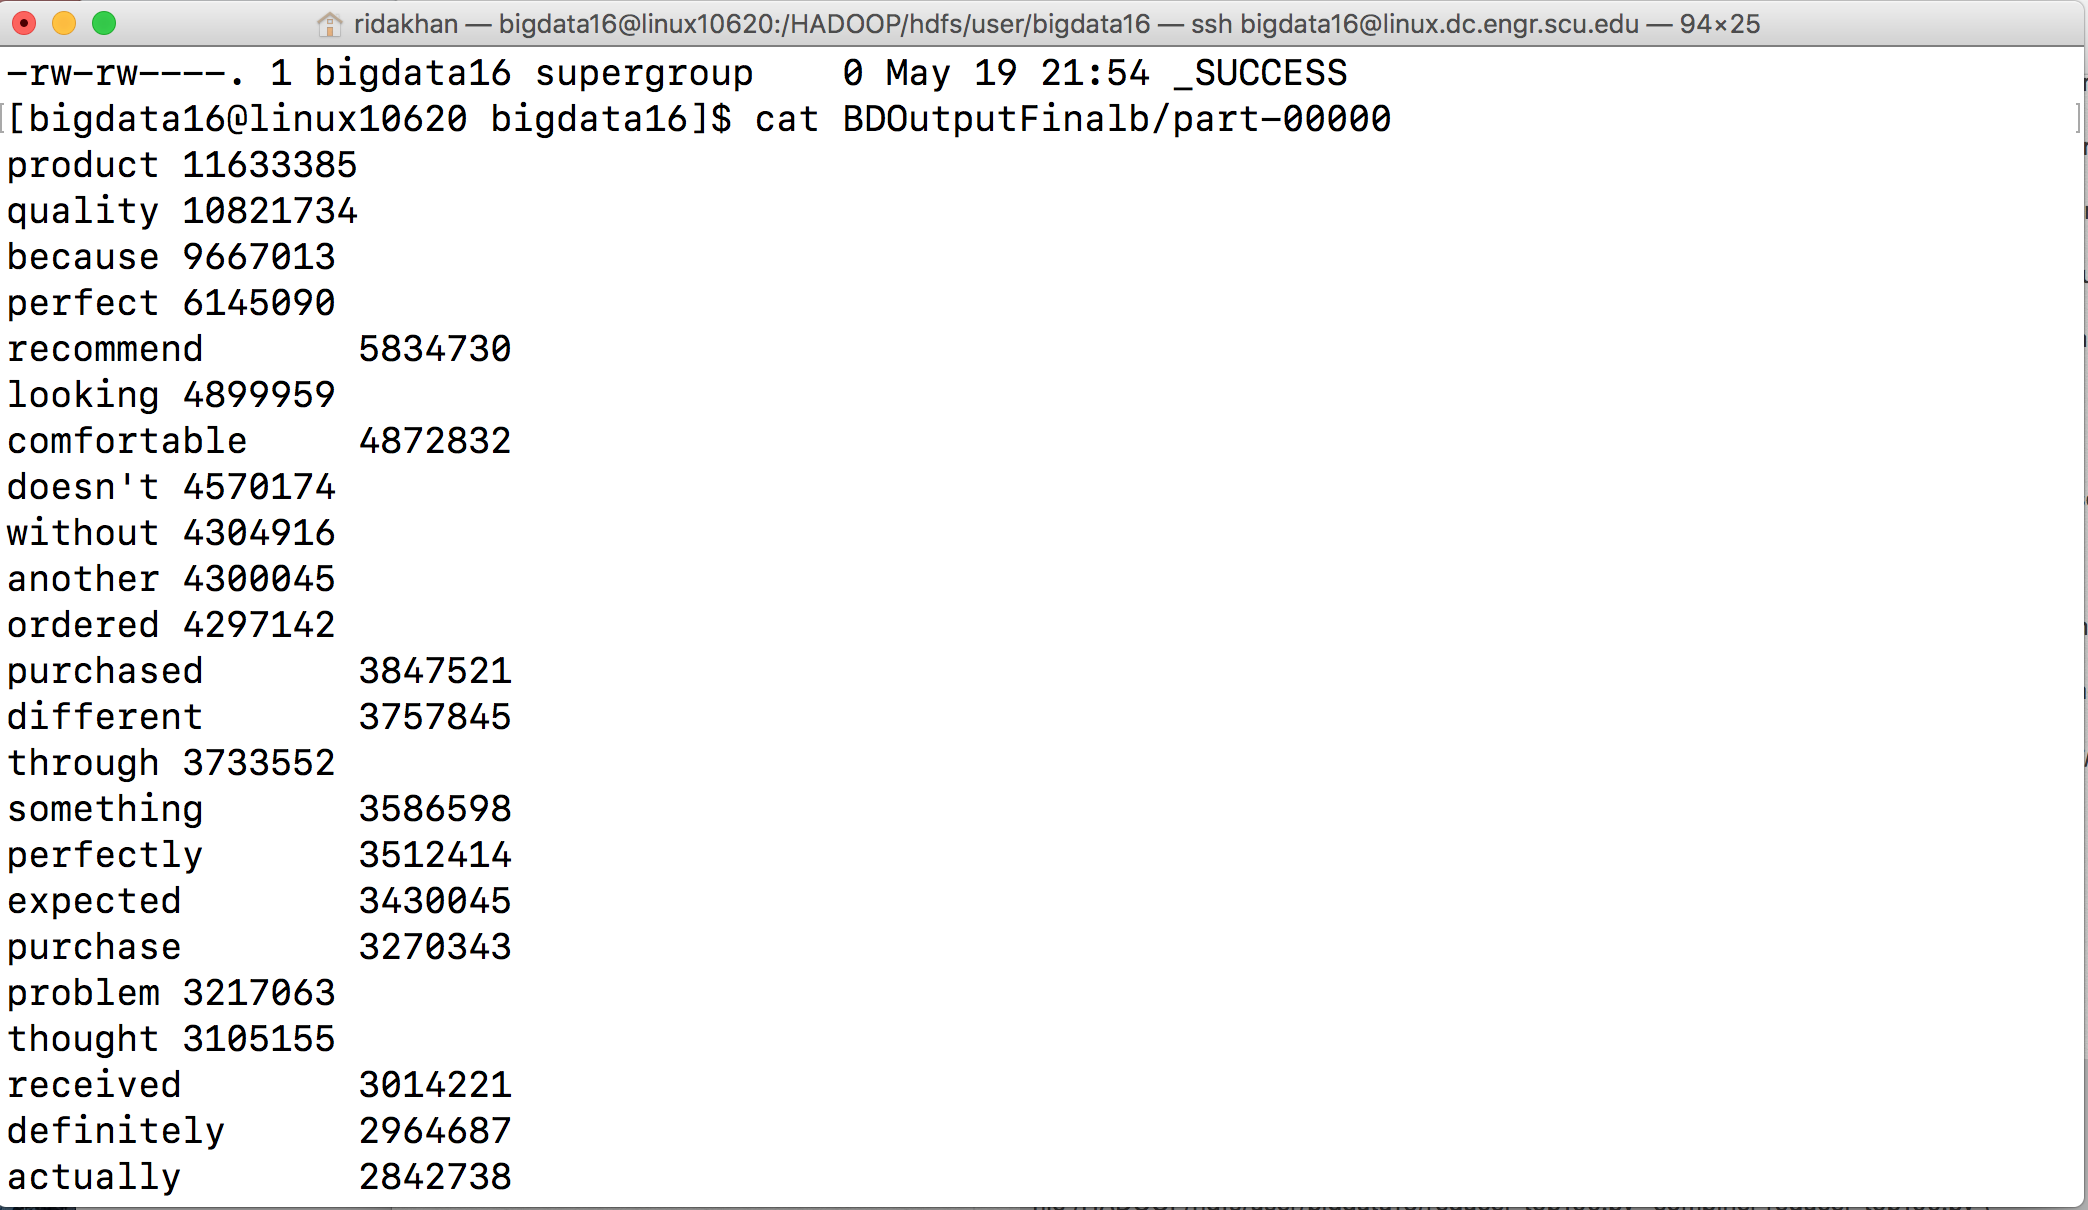 ridakhan — bigdata16@linux10620:/HADOOP/hdfs/user/bigdata16 — ssh bigdata16@linux.dc.engr.scu.edu — 94×25
-rw-rw----. 1 bigdata16 supergroup    0 May 19 21:54 _SUCCESS
[[bigdata16@linux10620 bigdata16]$ cat BDOutputFinalb/part-00000 ]
product 11633385
quality 10821734
because 9667013
perfect 6145090
recommend       5834730
looking 4899959
comfortable     4872832
doesn't 4570174
without 4304916
another 4300045
ordered 4297142
purchased       3847521
different       3757845
through 3733552
something       3586598
perfectly       3512414
expected        3430045
purchase        3270343
problem 3217063
thought 3105155
received        3014221
definitely      2964687
actually        2842738